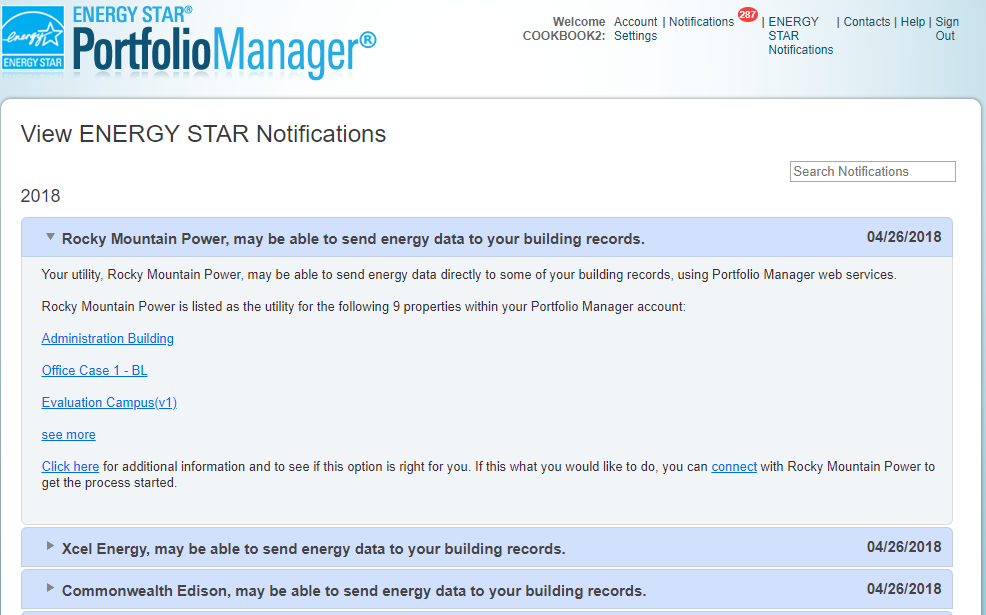 ENERGY STAR®
PortfolioManager®
energy
ENERGY STAR
Welcome COOKBOOK2: Account Settings | Notifications 287 | ENERGY STAR Notifications | Contacts | Help | Sign Out
View ENERGY STAR Notifications
Search Notifications
2018
Rocky Mountain Power, may be able to send energy data to your building records. 04/26/2018
Your utility, Rocky Mountain Power, may be able to send energy data directly to some of your building records, using Portfolio Manager web services.
Rocky Mountain Power is listed as the utility for the following 9 properties within your Portfolio Manager account:
Administration Building
Office Case 1 - BL
Evaluation Campus(v1)
see more
Click here for additional information and to see if this option is right for you. If this what you would like to do, you can connect with Rocky Mountain Power to
get the process started.
Xcel Energy, may be able to send energy data to your building records. 04/26/2018
Commonwealth Edison, may be able to send energy data to your building records. 04/26/2018